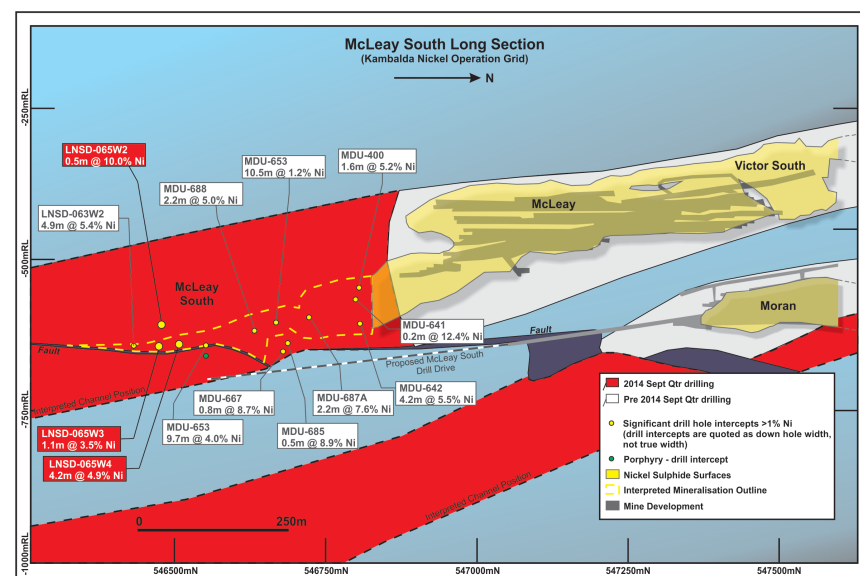 McLeay South Long Section
(Kambalda Nickel Operation Grid)
N
-250mRL
-500mRL
-750mRL
-1000mRL
LNSD-065W2
0.5m @ 10.0% Ni
MDU-653
10.5m @ 1.2% Ni
MDU-400
1.6m @ 5.2% Ni
MDU-688
2.2m @ 5.0% Ni
LNSD-063W2
4.9m @ 5.4% Ni
Victor South
McLeay
McLeay
South
Moran
MDU-641
0.2m @ 12.4% Ni
Fault
Fault
Proposed McLeay South
Drill Drive
Interpreted Channel Position
MDU-667
0.8m @ 8.7% Ni
MDU-687A
2.2m @ 7.6% Ni
MDU-642
4.2m @ 5.5% Ni
MDU-653
9.7m @ 4.0% Ni
MDU-685
0.5m @ 8.9% Ni
LNSD-065W3
1.1m @ 3.5% Ni
LNSD-065W4
4.2m @ 4.9% Ni
Interpreted Channel Position
2014 Sept Qtr drilling
Pre 2014 Sept Qtr drilling
Significant drill hole intercepts >1% Ni
(drill intercepts are quoted as down hole width,
not true width)
Porphyry - drill intercept
Nickel Sulphide Surfaces
Interpreted Mineralisation Outline
Mine Development
0 250m
546500mN 546750mN 547000mN 547250mN 547500mN